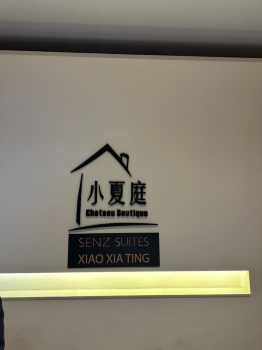 小夏庭
Chateau Boutique
SENZ SUITES
XIAO XIA TING